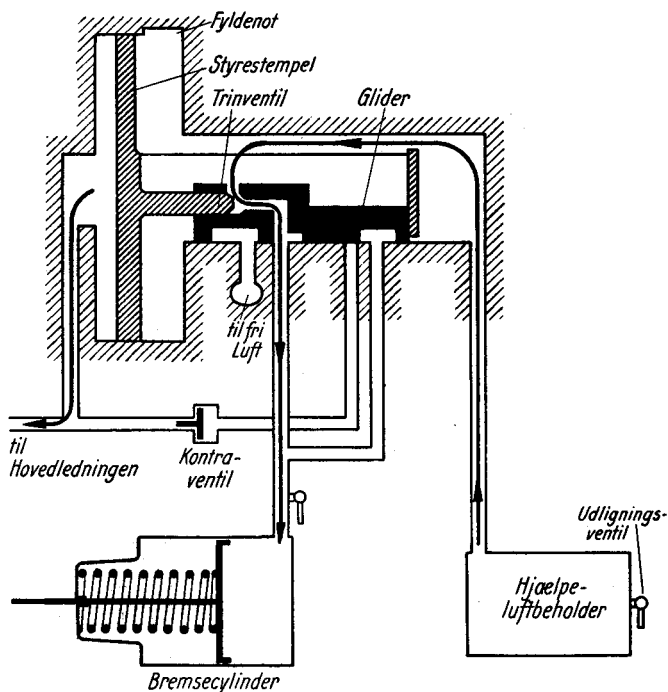 Fyldenot
Styrestempel
Trinventil
Glider
til fri
Luft
til
Hovedledningen
Kontra-
ventil
Udlignings-
ventil
Hjælpe-
luftbeholder
Bremsecylinder